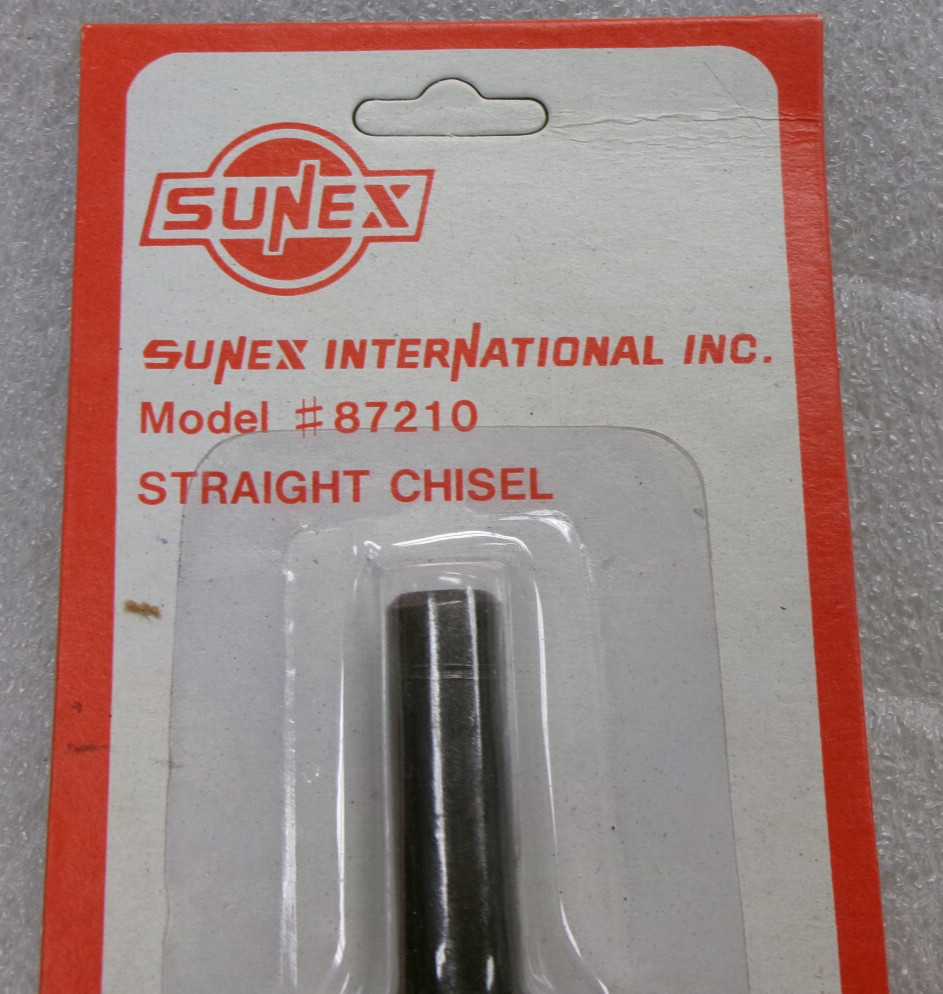 SUNEX
SUNEX INTERNATIONAL INC.
Model #87210
STRAIGHT CHISEL